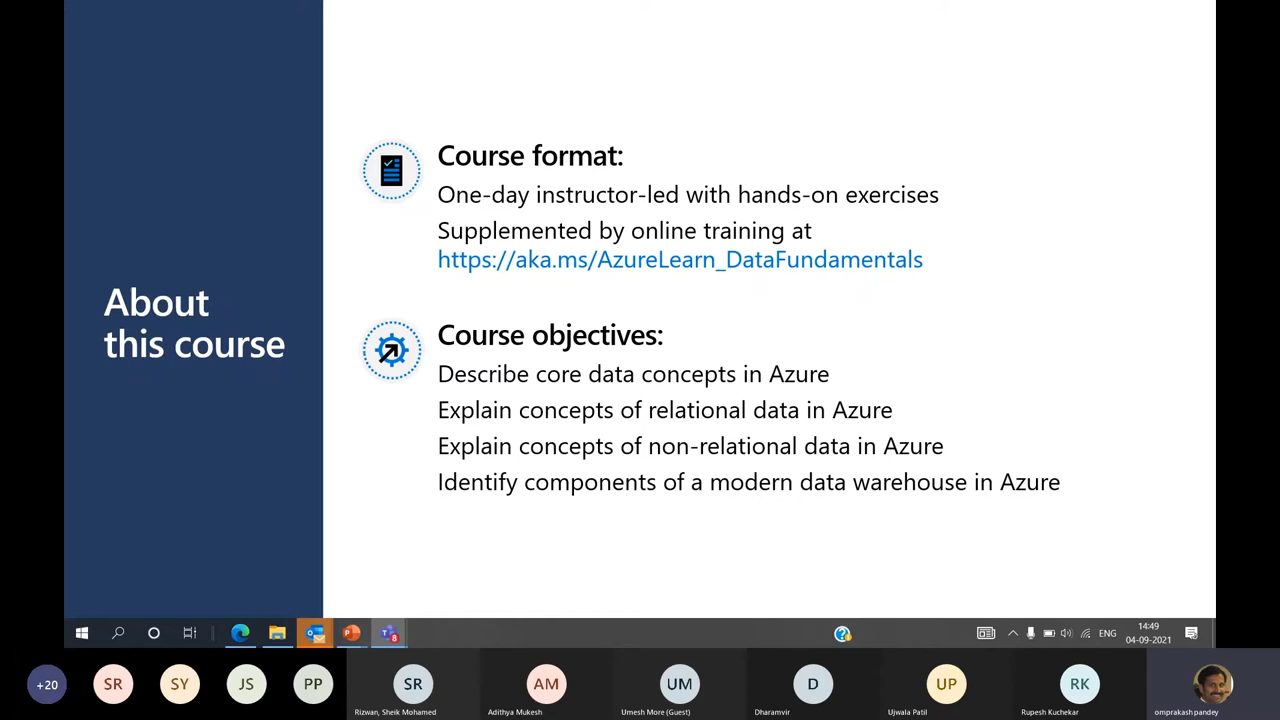 About
this course
Course format:
One-day instructor-led with hands-on exercises
Supplemented by online training at
https://aka.ms/AzureLearn_DataFundamentals
Course objectives:
Describe core data concepts in Azure
Explain concepts of relational data in Azure
Explain concepts of non-relational data in Azure
Identify components of a modern data warehouse in Azure
P
8
ENG
14:49
04-09-2021
+20
SR
SY
JS
PP
SR
AM
UM
D
UP
RK
Rizwan, Sheik Mohamed
Adithya Mukesh
Umesh More (Guest)
Dharamvir
Ujwala Patil
Rupesh Kuchekar
omprakash pandey